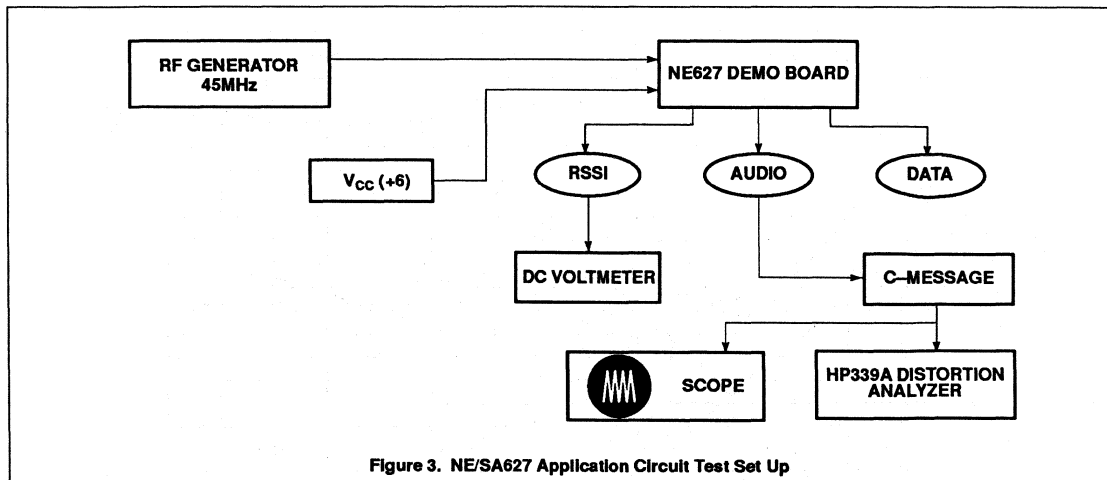 RF GENERATOR
45MHz
NE627 DEMO BOARD
VCC (+6)
RSSI
AUDIO
DATA
DC VOLTMETER
C–MESSAGE
SCOPE
HP339A DISTORTION
ANALYZER
Figure 3. NE/SA627 Application Circuit Test Set Up